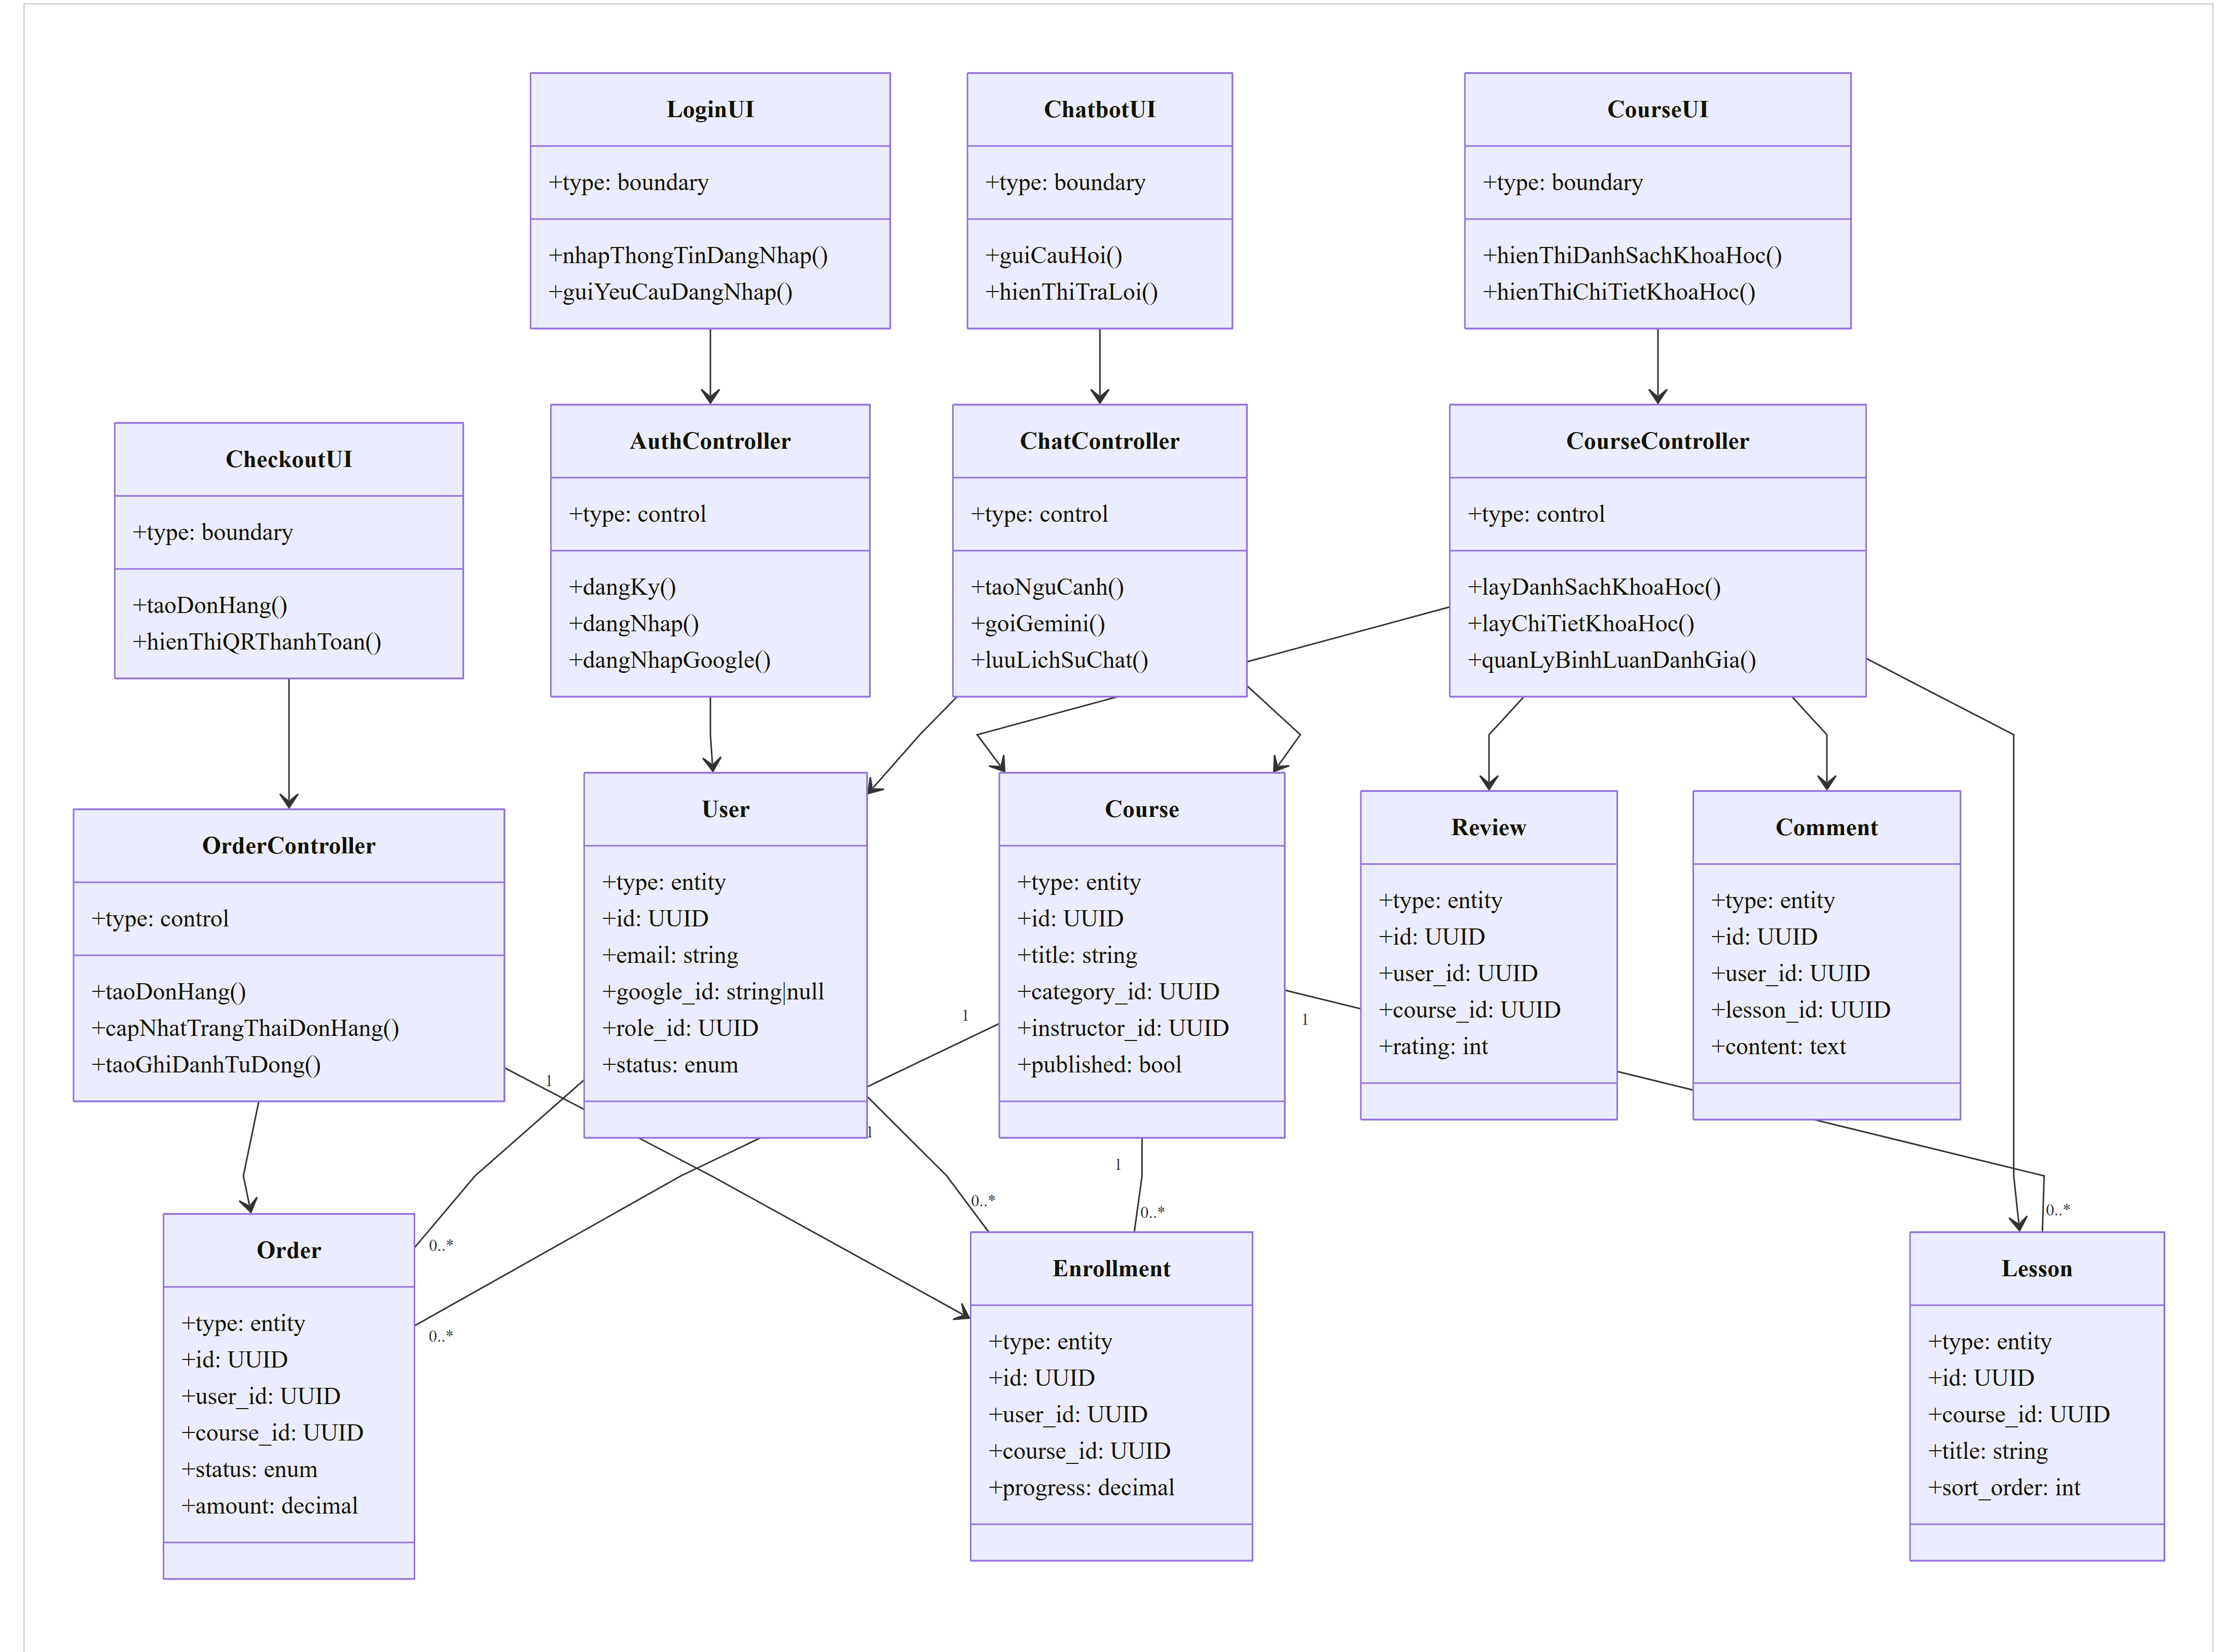 LoginUI
+type: boundary
+nhapThongTinDangNhap()
+guiYeuCauDangNhap()
ChatbotUI
+type: boundary
+guiCauHoi()
+hienThiTraLoi()
CourseUI
+type: boundary
+hienThiDanhSachKhoaHoc()
+hienThiChiTietKhoaHoc()
CheckoutUI
+type: boundary
+taoDonHang()
+hienThiQRThanhToan()
AuthController
+type: control
+dangKy()
+dangNhap()
+dangNhapGoogle()
ChatController
+type: control
+taoNguCanh()
+goiGemini()
+luuLichSuChat()
CourseController
+type: control
+layDanhSachKhoaHoc()
+layChiTietKhoaHoc()
+quanLyBinhLuanDanhGia()
OrderController
+type: control
+taoDonHang()
+capNhatTrangThaiDonHang()
+taoGhiDanhTuDong()
User
+type: entity
+id: UUID
+email: string
+google_id: string|null
+role_id: UUID
+status: enum
Course
+type: entity
+id: UUID
+title: string
+category_id: UUID
+instructor_id: UUID
+published: bool
Review
+type: entity
+id: UUID
+user_id: UUID
+course_id: UUID
+rating: int
Comment
+type: entity
+id: UUID
+user_id: UUID
+lesson_id: UUID
+content: text
1
1
1
1
1
0..*
0..*
0..*
0..*
0..*
Order
+type: entity
+id: UUID
+user_id: UUID
+course_id: UUID
+status: enum
+amount: decimal
Enrollment
+type: entity
+id: UUID
+user_id: UUID
+course_id: UUID
+progress: decimal
Lesson
+type: entity
+id: UUID
+course_id: UUID
+title: string
+sort_order: int